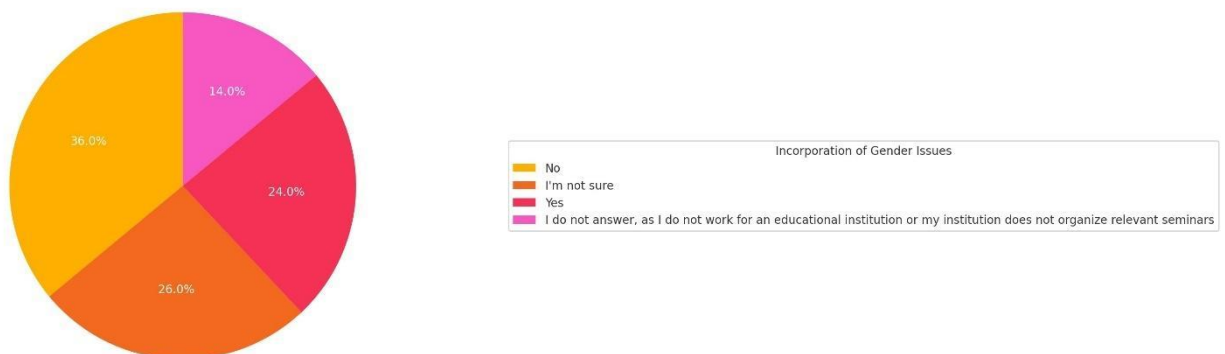 14.0%
36.0%
24.0%
26.0%
Incorporation of Gender Issues
No
I'm not sure
Yes
I do not answer, as I do not work for an educational institution or my institution does not organize relevant seminars